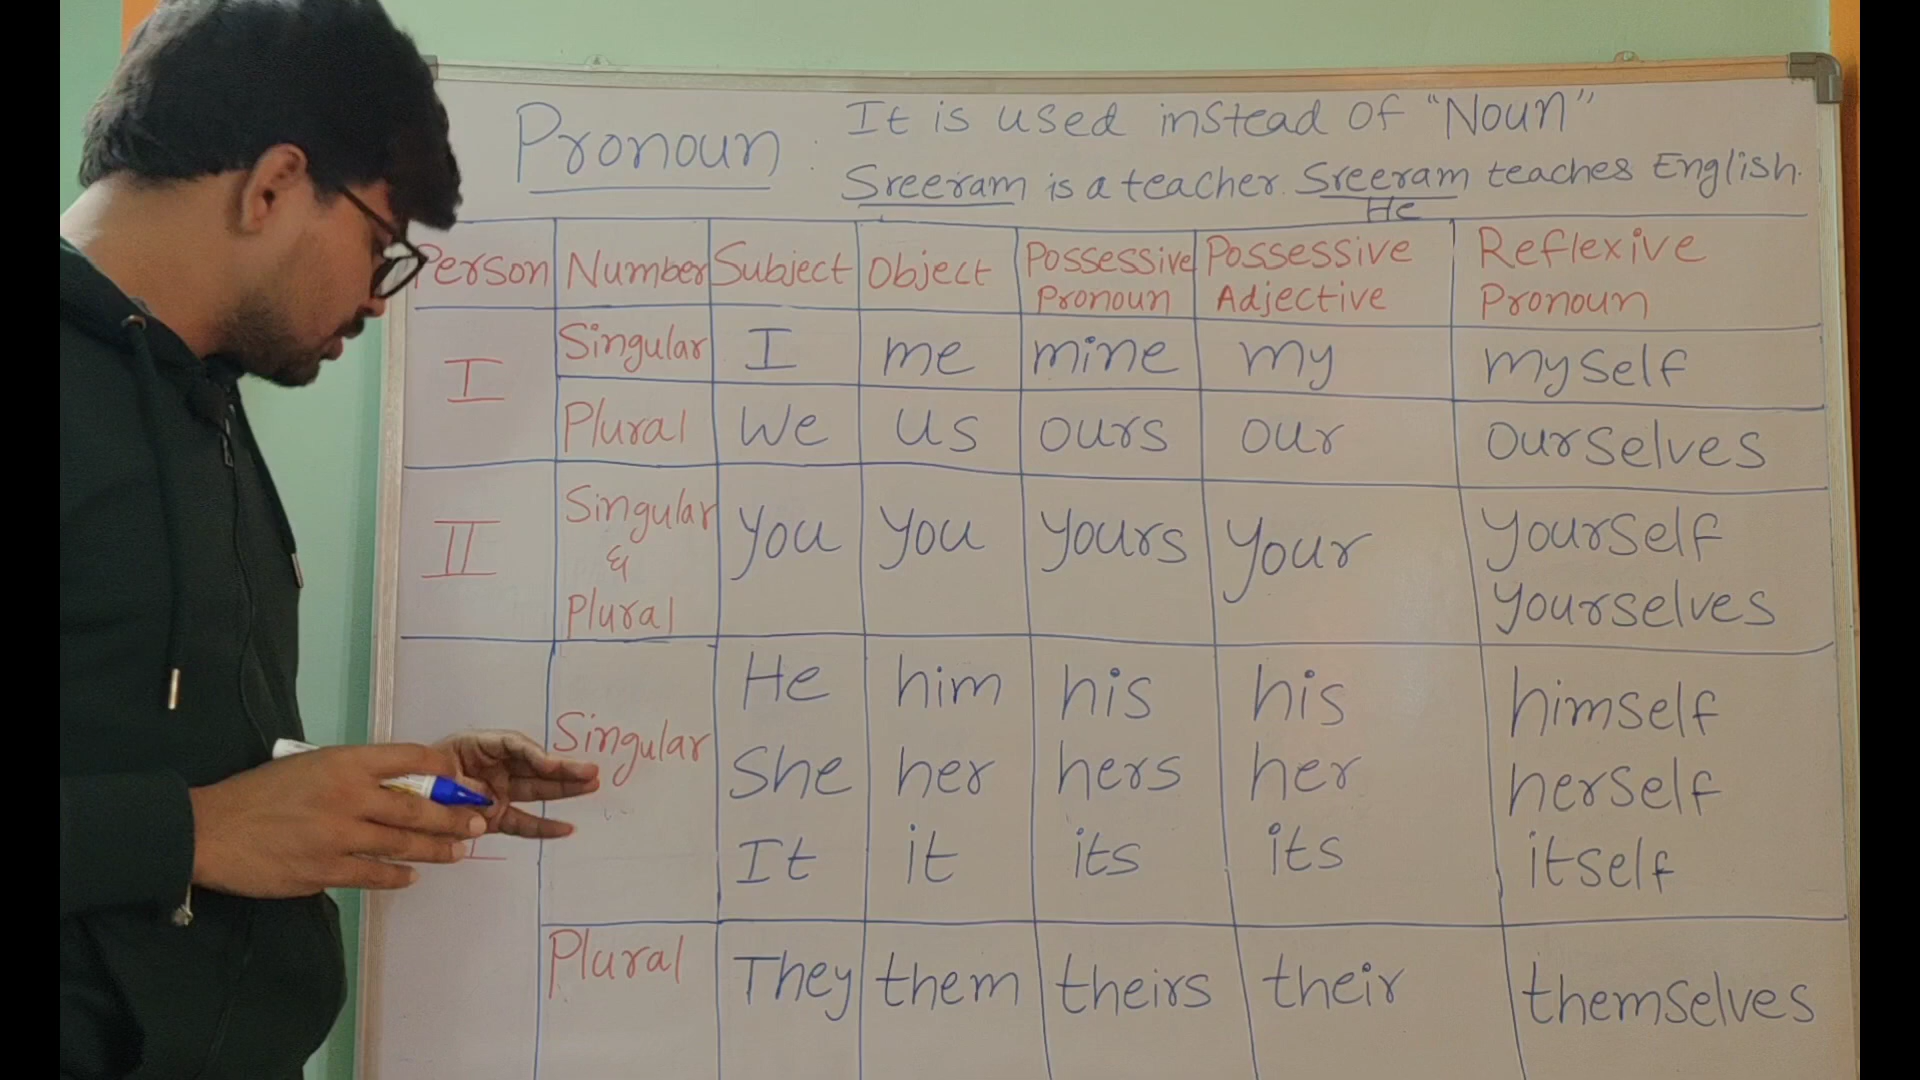 Pronoun : It is used instead of "Noun"
Sreeram is a teacher. Sreeram teaches English.
He
Person Number Subject Object Possessive Pronoun Possessive Adjective Reflexive Pronoun
I Singular I me mine my myself
Plural We us ours our ourselves
II Singular & Plural you you yours your yourself yourselves
Singular He him his his himself
She her hers her herself
It it its its itself
Plural They them theirs their themselves